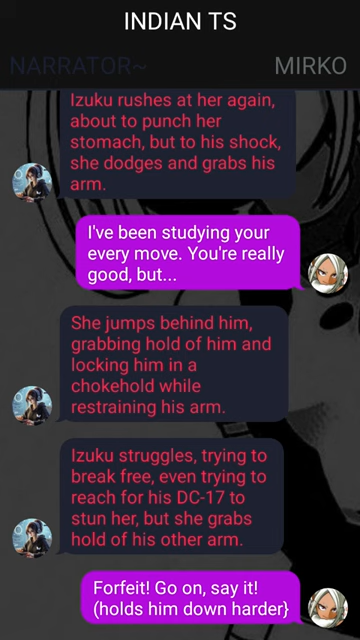 INDIAN TS
NARRATOR~ MIRKO
Izuku rushes at her again,
about to punch her
stomach, but to his shock,
she dodges and grabs his
arm.
I've been studying your
every move. You're really
good, but...
She jumps behind him,
grabbing hold of him and
locking him in a
chokehold while
restraining his arm.
Izuku struggles, trying to
break free, even trying to
reach for his DC-17 to
stun her, but she grabs
hold of his other arm.
Forfeit! Go on, say it!
(holds him down harder}